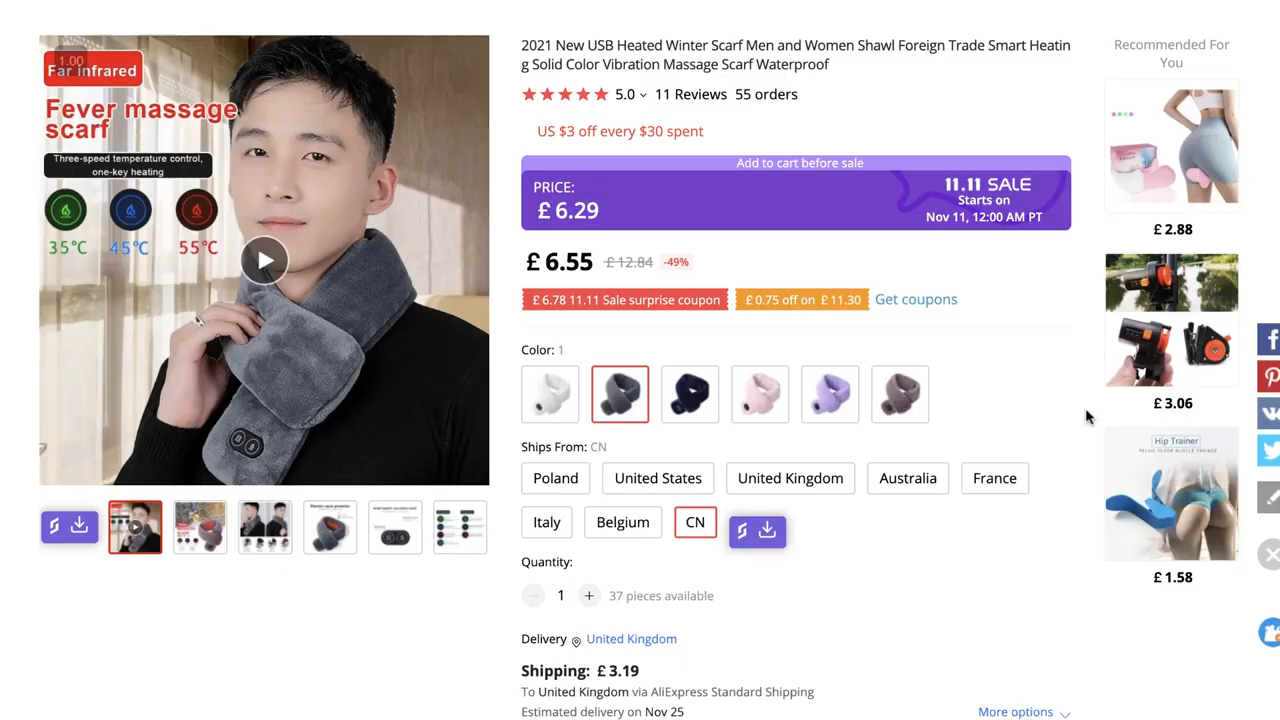 1.00
Far infrared
Fever massage
scarf
Three-speed temperature control,
one-key heating
35℃ 45℃ 55℃
2021 New USB Heated Winter Scarf Men and Women Shawl Foreign Trade Smart Heatin
g Solid Color Vibration Massage Scarf Waterproof
5.0 11 Reviews 55 orders
US $3 off every $30 spent
Add to cart before sale
PRICE:
£ 6.29
11.11 SALE
Starts on
Nov 11, 12:00 AM PT
£ 6.55 £ 12.84 -49%
£ 6.78 11.11 Sale surprise coupon £ 0.75 off on £ 11.30 Get coupons
Color: 1
Ships From: CN
Poland United States United Kingdom Australia France
Italy Belgium CN
Quantity:
− 1 + 37 pieces available
Delivery United Kingdom
Shipping: £ 3.19
To United Kingdom via AliExpress Standard Shipping
Estimated delivery on Nov 25
More options
Recommended For
You
£ 2.88
£ 3.06
Hip Trainer
PELVIC FLOOR MUSCLE TRAINER
£ 1.58